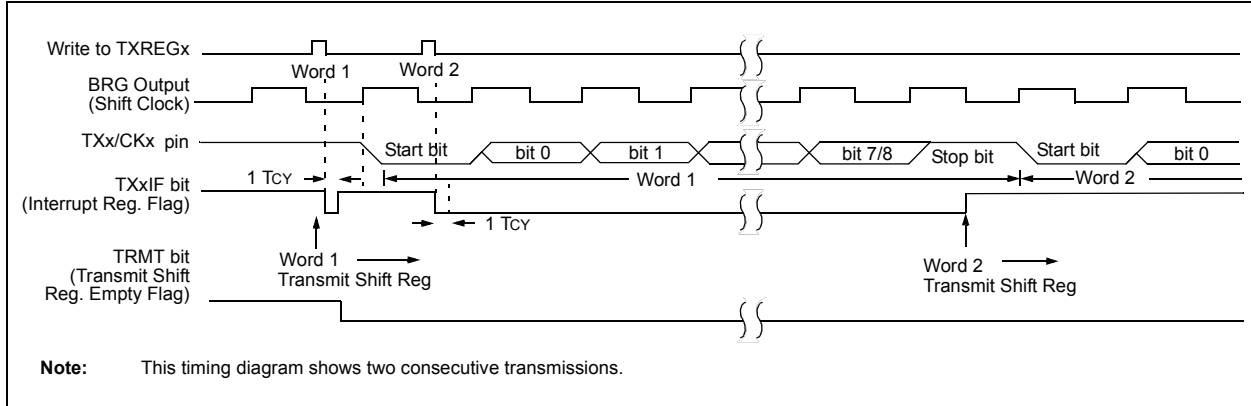 Write to TXREGx
Word 1
Word 2
BRG Output
(Shift Clock)
TXx/CKx pin
Start bit
bit 0
bit 1
bit 7/8
Stop bit
Start bit
bit 0
1 TCY
Word 1
Word 2
TXxIF bit
(Interrupt Reg. Flag)
1 TCY
Word 1
Transmit Shift Reg
Word 2
Transmit Shift Reg
TRMT bit
(Transmit Shift
Reg. Empty Flag)
Note: This timing diagram shows two consecutive transmissions.